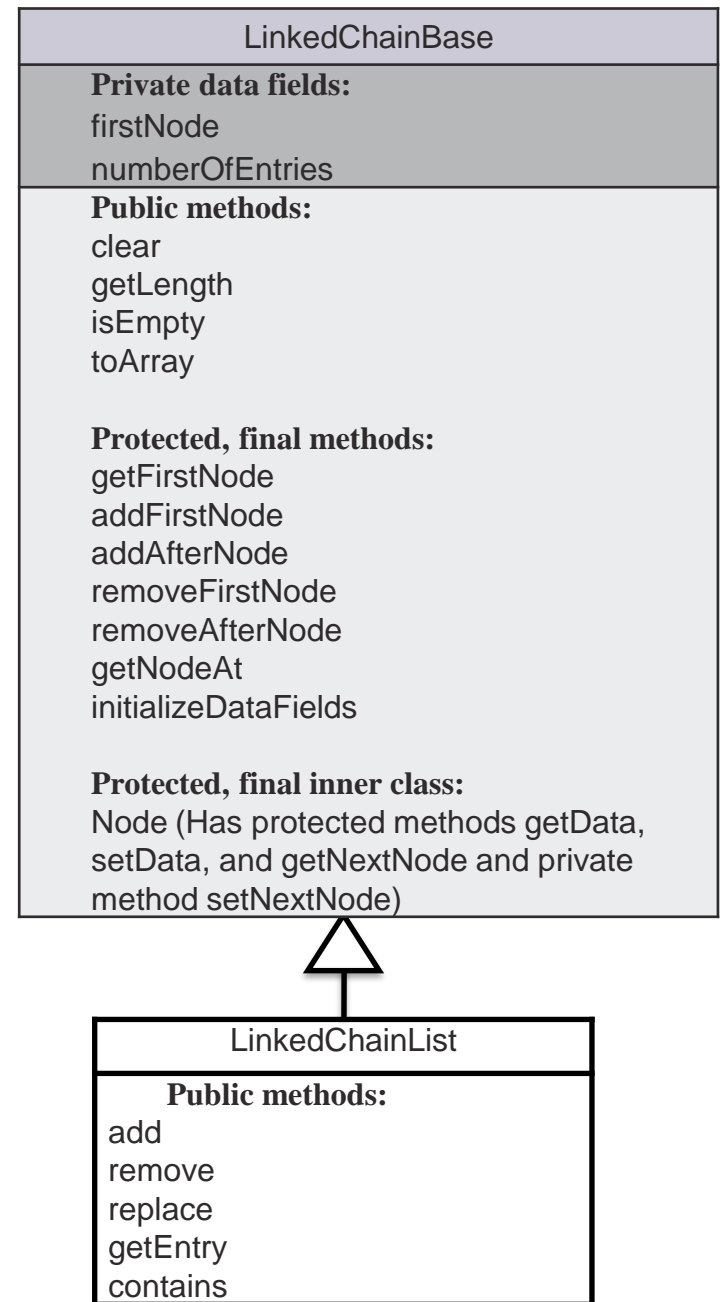 LinkedChainBase
Private data fields:
firstNode
numberOfEntries
Public methods:
clear
getLength
isEmpty
toArray
Protected, final methods:
getFirstNode
addFirstNode
addAfterNode
removeFirstNode
removeAfterNode
getNodeAt
initializeDataFields
Protected, final inner class:
Node (Has protected methods getData,
setData, and getNextNode and private
method setNextNode)
LinkedChainList
Public methods:
add
remove
replace
getEntry
contains